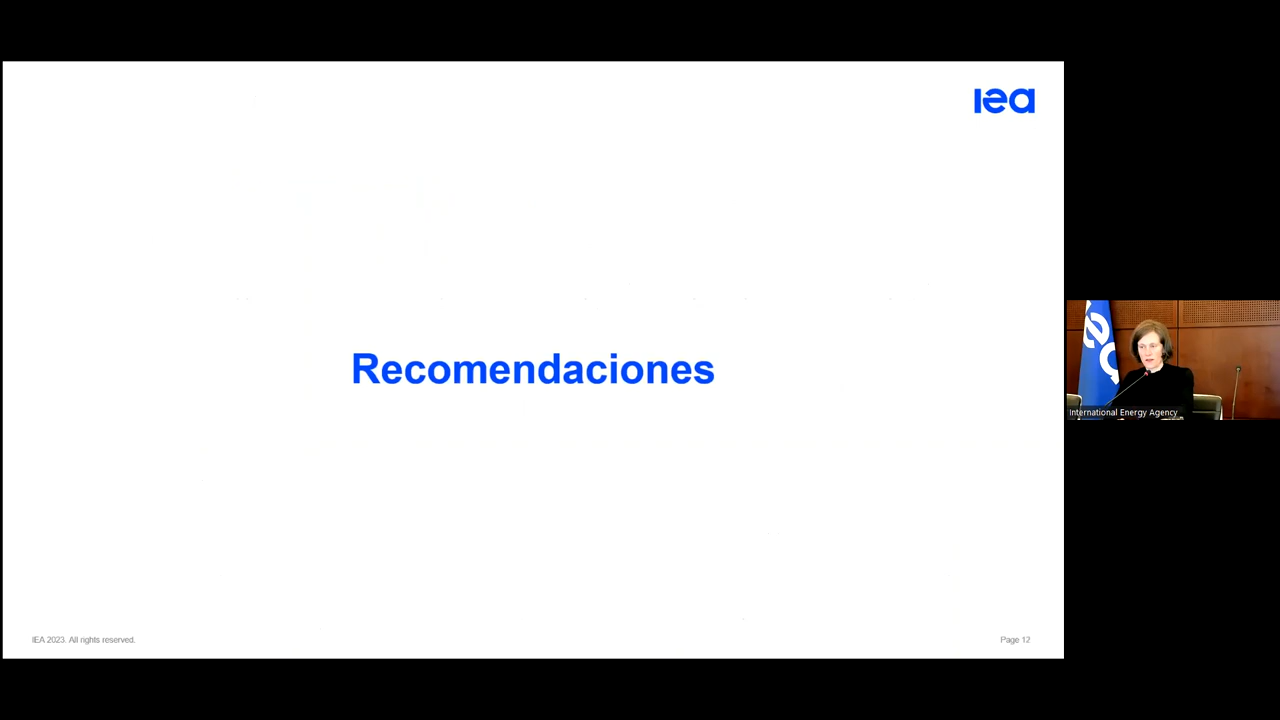 iea
Recomendaciones
International Energy Agency
IEA 2023. All rights reserved.
Page 12